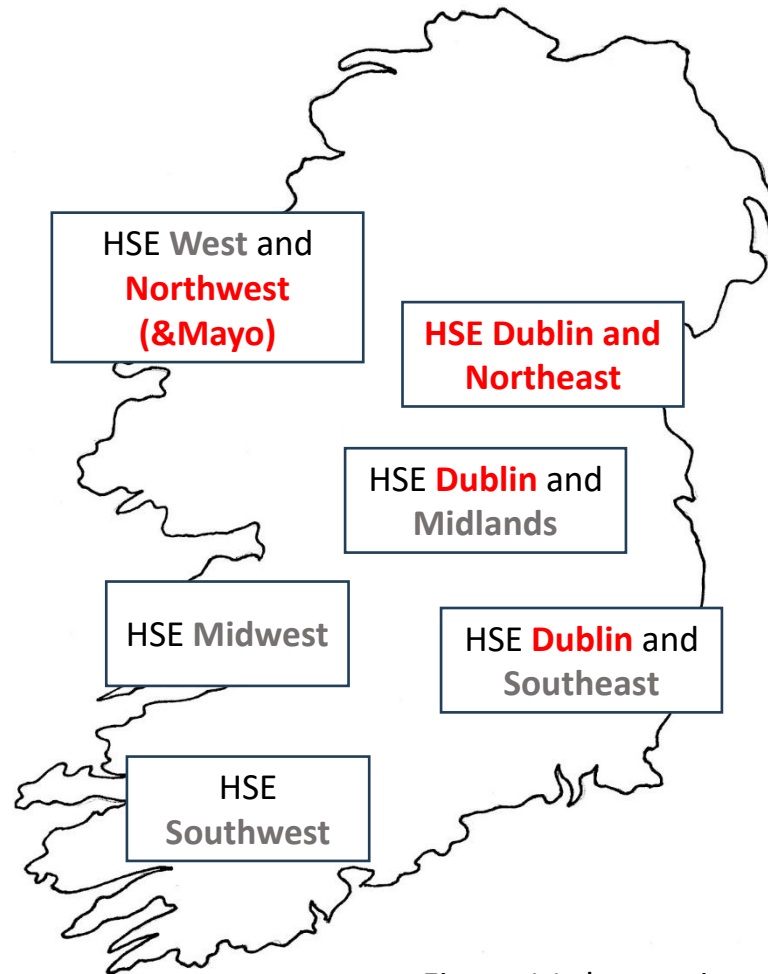 HSE West and
Northwest
(&Mayo)
HSE Dublin and
Northeast
HSE Dublin and
Midlands
HSE Midwest
HSE Dublin and
Southeast
HSE
Southwest